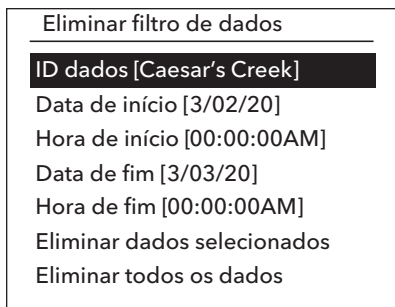 Eliminar filtro de dados
ID dados [Caesar's Creek]
Data de início [3/02/20]
Hora de início [00:00:00AM]
Data de fim [3/03/20]
Hora de fim [00:00:00AM]
Eliminar dados selecionados
Eliminar todos os dados